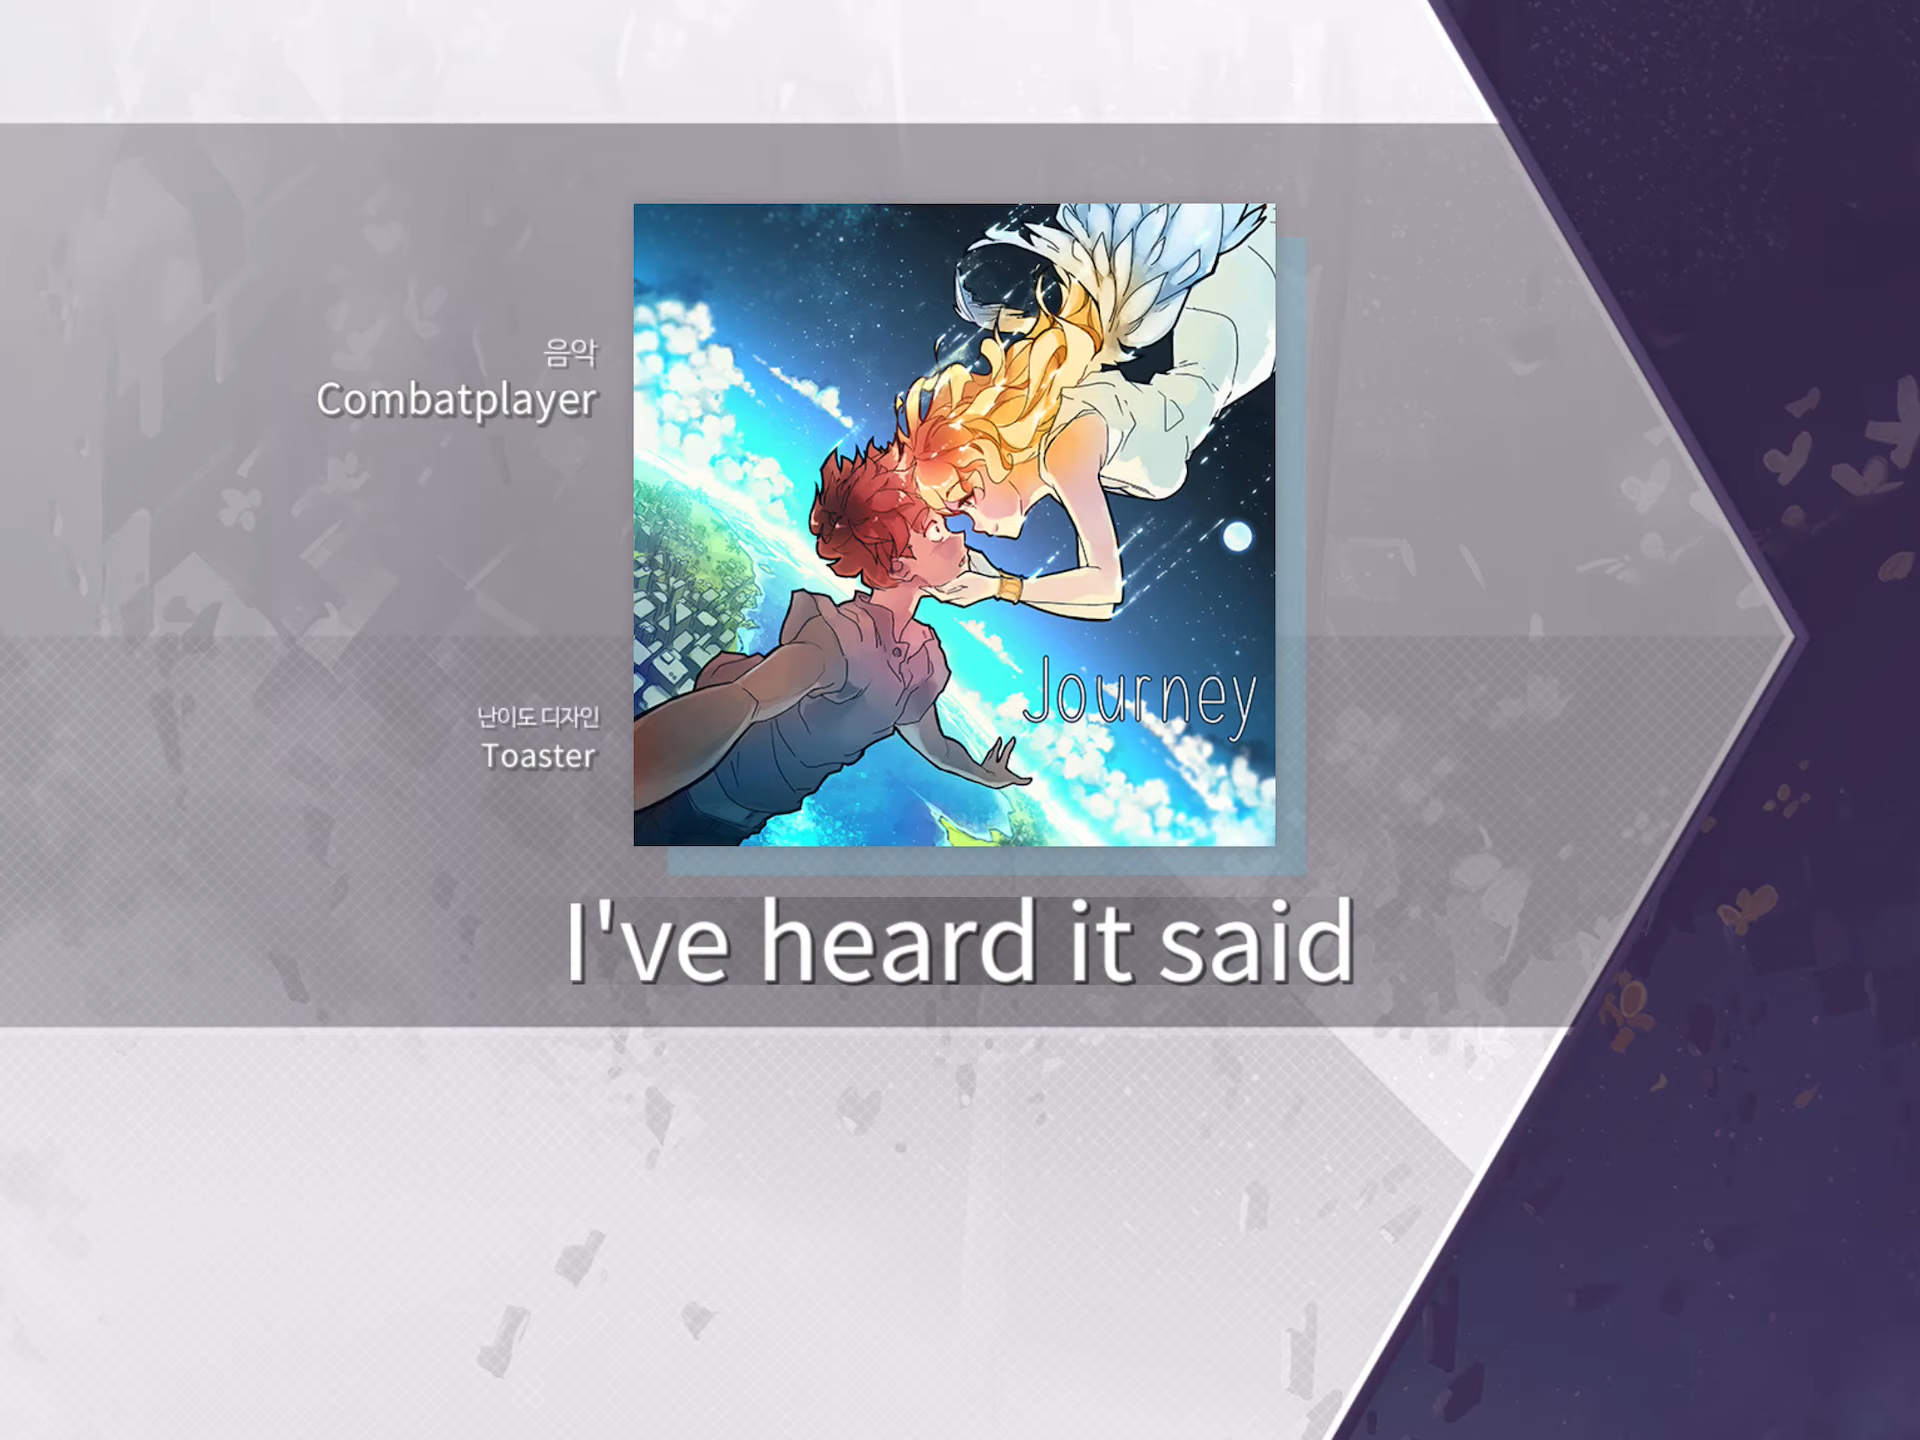 음악
Combatplayer
난이도 디자인
Toaster
Journey
I've heard it said